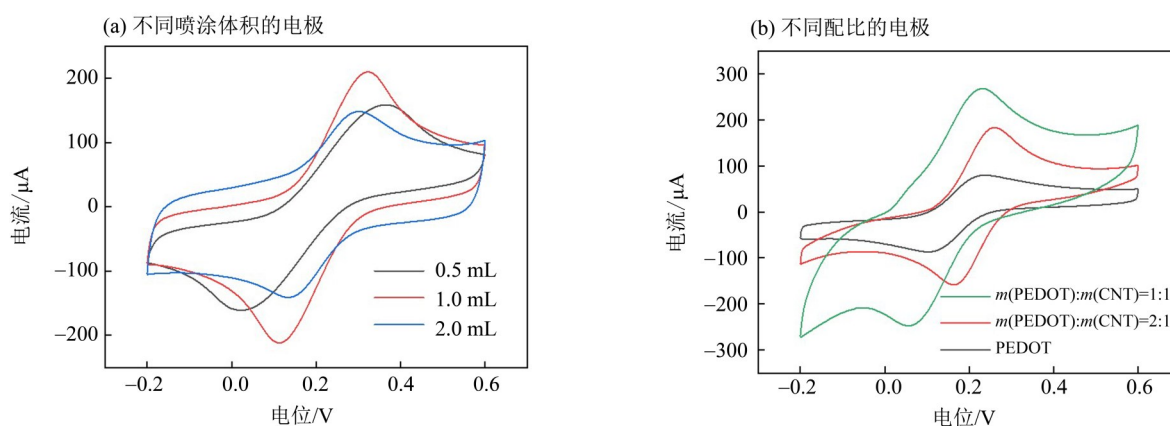 (a) 不同喷涂体积的电极
200
100
0
−100
−200
电流/μA
0.5 mL
1.0 mL
2.0 mL
−0.2
0.0
0.2
0.4
0.6
电位/V
(b) 不同配比的电极
300
200
100
0
−100
−200
−300
电流/μA
m(PEDOT):m(CNT)=1:1
m(PEDOT):m(CNT)=2:1
PEDOT
−0.2
0.0
0.2
0.4
0.6
电位/V